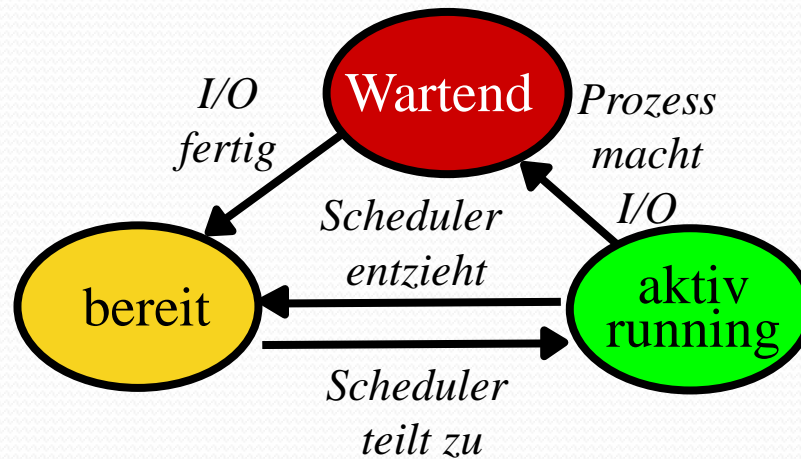 Wartend
I/O
fertig
Prozess
macht
I/O
Scheduler
entzieht
bereit
aktiv
running
Scheduler
teilt zu